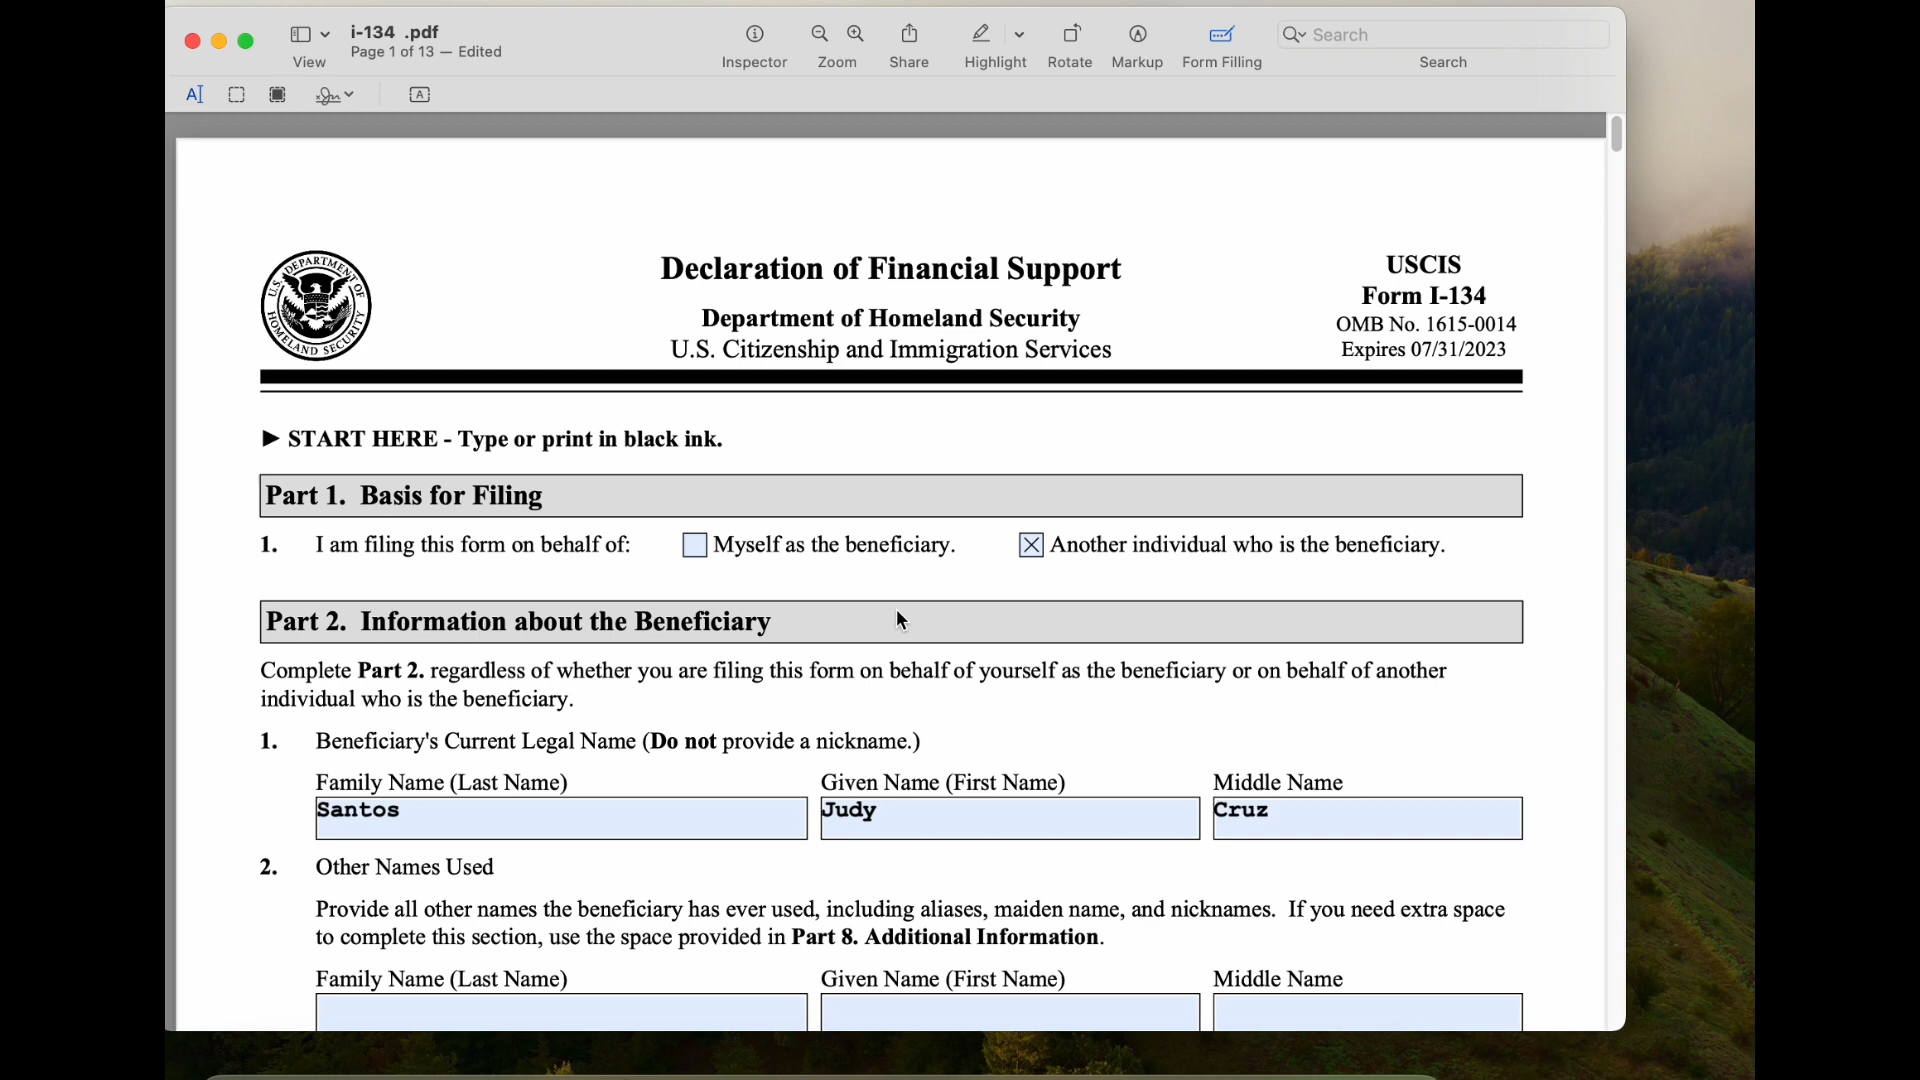 i-134 .pdf
Page 1 of 13 — Edited
View
Inspector
Zoom
Share
Highlight
Rotate
Markup
Form Filling
Search
Search
U.S. DEPARTMENT OF HOMELAND SECURITY
Declaration of Financial Support
Department of Homeland Security
U.S. Citizenship and Immigration Services
USCIS
Form I-134
OMB No. 1615-0014
Expires 07/31/2023
► START HERE - Type or print in black ink.
Part 1. Basis for Filing
1. I am filing this form on behalf of: Myself as the beneficiary. Another individual who is the beneficiary.
Part 2. Information about the Beneficiary
Complete Part 2. regardless of whether you are filing this form on behalf of yourself as the beneficiary or on behalf of another
individual who is the beneficiary.
1. Beneficiary's Current Legal Name (Do not provide a nickname.)
Family Name (Last Name) Given Name (First Name) Middle Name
Santos Judy Cruz
2. Other Names Used
Provide all other names the beneficiary has ever used, including aliases, maiden name, and nicknames. If you need extra space
to complete this section, use the space provided in Part 8. Additional Information.
Family Name (Last Name) Given Name (First Name) Middle Name